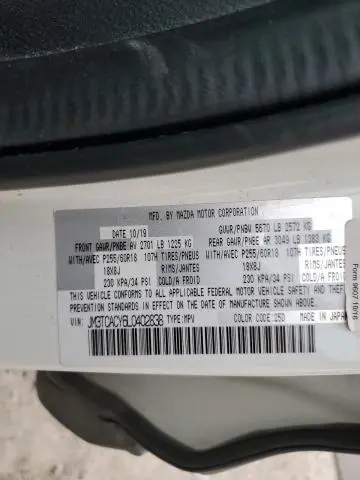 MFD. BY MAZDA MOTOR CORPORATION
DATE 10/19 GVWR/PNBV 5670 LB 2572 KG
FRONT GAWR/PNBE AV 2701 LB 1225 KG REAR GAWR/PNBE AR 3049 LB 1383 KG
WITH/AVEC P255/60R18 107H TIRES/PNEUS WITH/AVEC P255/60R18 107H TIRES/PNEUS
18X8J RIMS/JANTES 18X8J RIMS/JANTES
230 KPA/34 PSI COLD/A FROID 230 KPA/34 PSI COLD/A FROID
THIS VEHICLE CONFORMS TO ALL APPLICABLE FEDERAL MOTOR VEHICLE SAFETY, BUMPER, AND THEFT
PREVENTION STANDARDS IN EFFECT ON THE DATE OF MANUFACTURE SHOWN ABOVE.
VIN: JM3TCACY6L0402838 TYPE:MPV COLOR CODE:25D MADE IN JAPAN
Form 9507 10/16